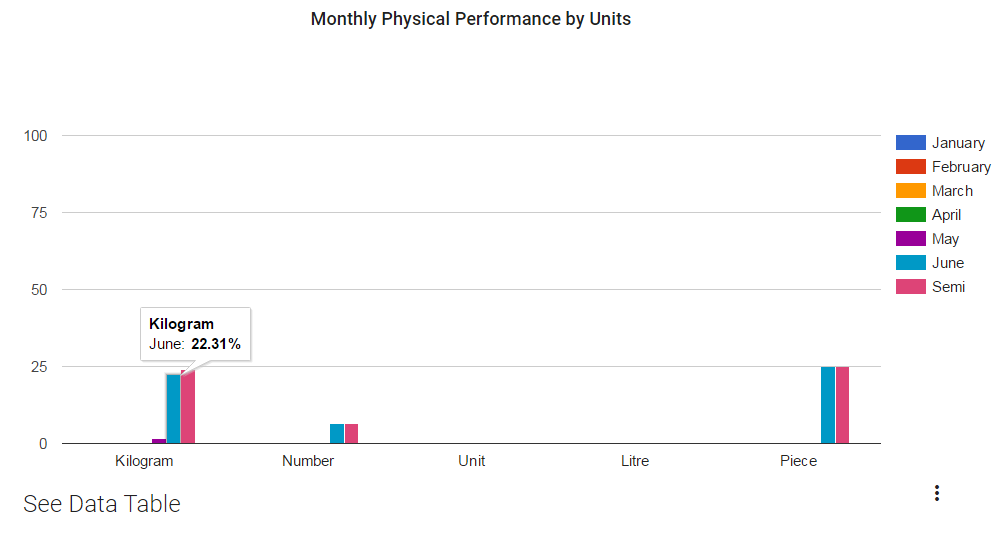 Monthly Physical Performance by Units
100
75
50
25
0
January
February
March
April
May
June
Semi
Kilogram
June: 22.31%
Kilogram
Number
Unit
Litre
Piece
See Data Table